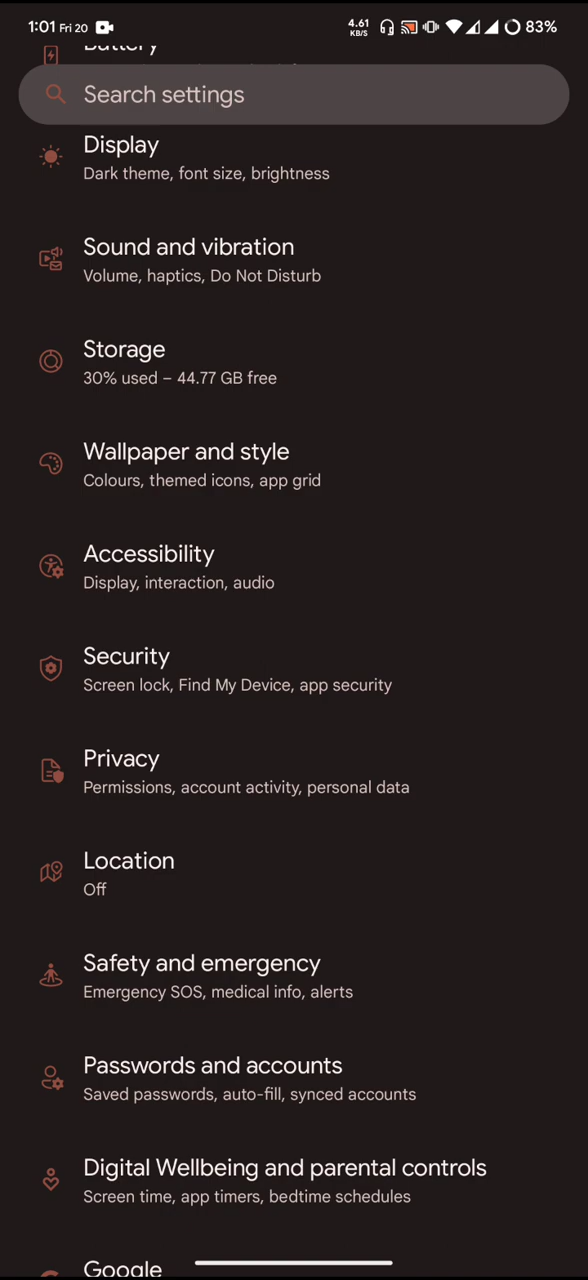 1:01 Fri 20
4.61
KB/S
83%
Battery
Search settings
Display
Dark theme, font size, brightness
Sound and vibration
Volume, haptics, Do Not Disturb
Storage
30% used – 44.77 GB free
Wallpaper and style
Colours, themed icons, app grid
Accessibility
Display, interaction, audio
Security
Screen lock, Find My Device, app security
Privacy
Permissions, account activity, personal data
Location
Off
Safety and emergency
Emergency SOS, medical info, alerts
Passwords and accounts
Saved passwords, auto-fill, synced accounts
Digital Wellbeing and parental controls
Screen time, app timers, bedtime schedules
Google